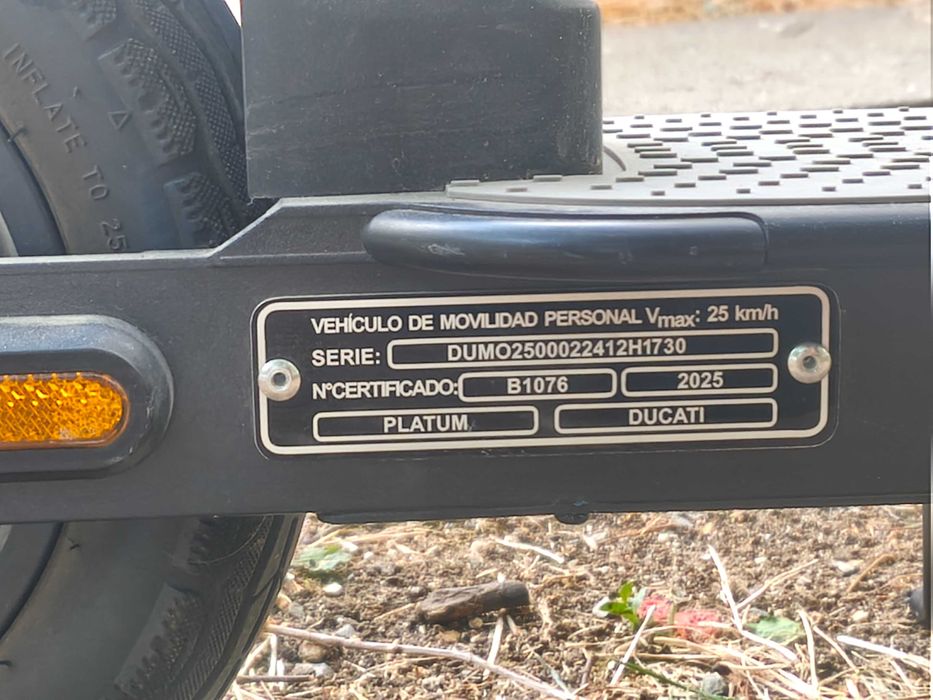 INFLATE TO 25
VEHÍCULO DE MOVILIDAD PERSONAL Vmax: 25 km/h
SERIE: DUMO2500022412H1730
NºCERTIFICADO: B1076 2025
PLATUM DUCATI